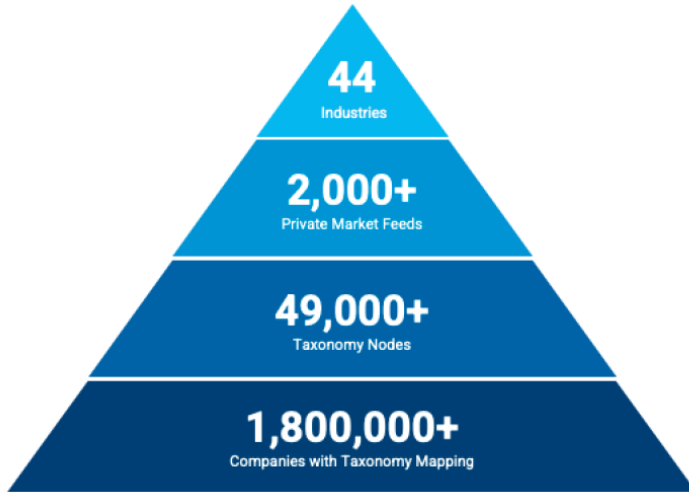 44
Industries
2,000+
Private Market Feeds
49,000+
Taxonomy Nodes
1,800,000+
Companies with Taxonomy Mapping